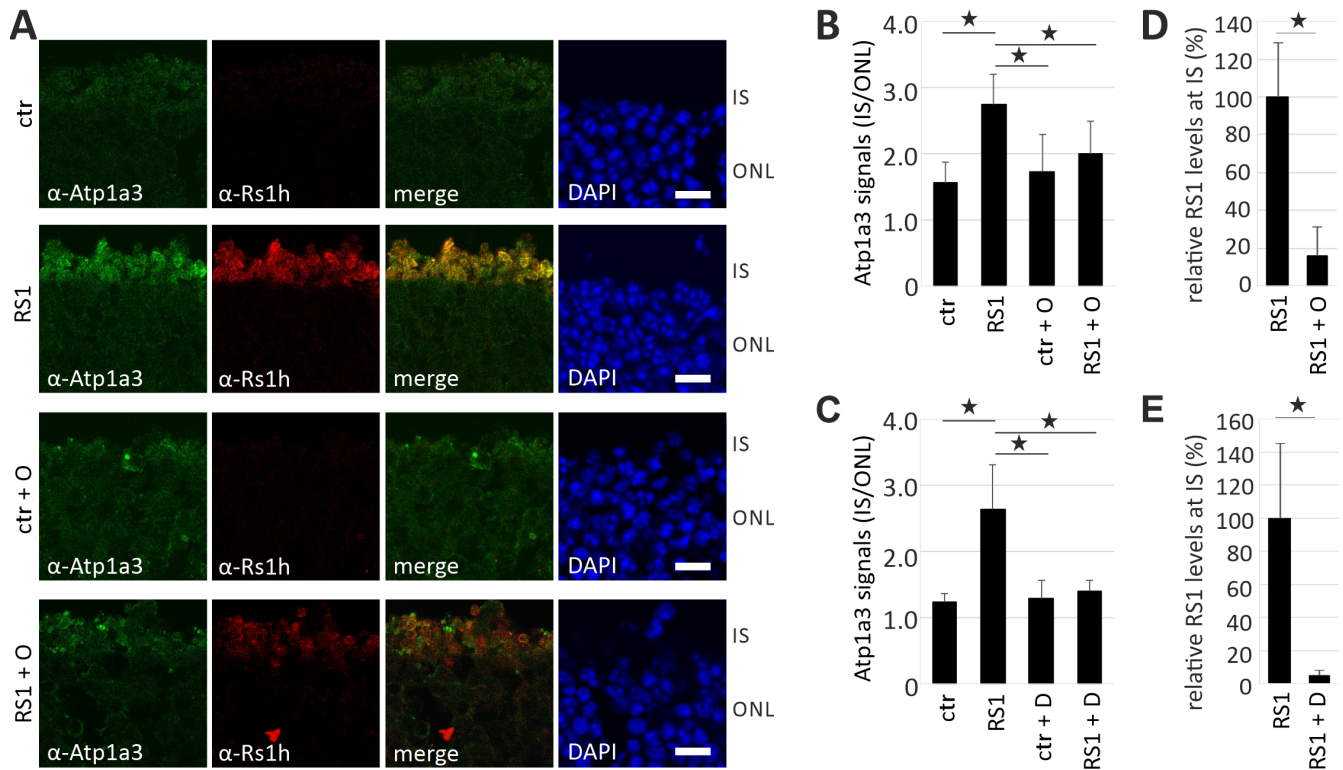 A
ctr
α-Atp1a3
α-Rs1h
merge
DAPI
IS
ONL
RS1
α-Atp1a3
α-Rs1h
merge
DAPI
IS
ONL
ctr + O
α-Atp1a3
α-Rs1h
merge
DAPI
IS
ONL
RS1 + O
α-Atp1a3
α-Rs1h
merge
DAPI
IS
ONL
B
Atp1a3 signals (IS/ONL)
4.0
3.0
2.0
1.0
0
★
★
★
ctr
RS1
ctr + O
RS1 + O
C
Atp1a3 signals (IS/ONL)
4.0
3.0
2.0
1.0
0
★
★
★
ctr
RS1
ctr + D
RS1 + D
D
relative RS1 levels at IS (%)
140
120
100
80
60
40
20
0
★
RS1
RS1 + O
E
relative RS1 levels at IS (%)
160
140
120
100
80
60
40
20
0
★
RS1
RS1 + D